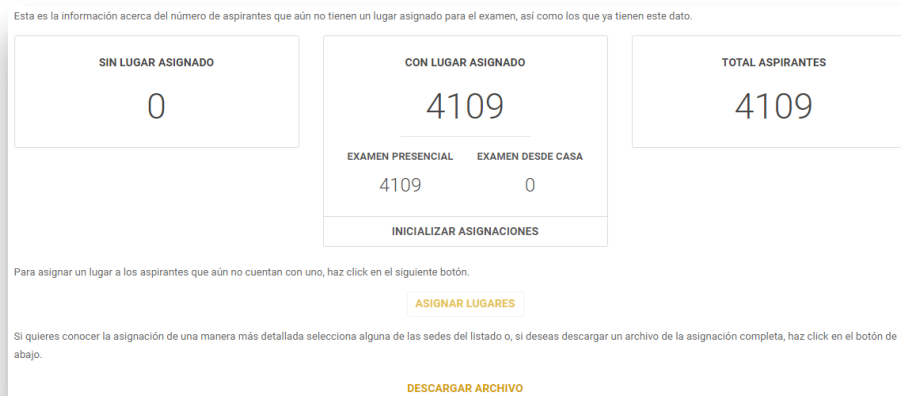 Esta es la información acerca del número de aspirantes que aún no tienen un lugar asignado para el examen, así como los que ya tienen este dato.
SIN LUGAR ASIGNADO
0
CON LUGAR ASIGNADO
4109
EXAMEN PRESENCIAL
4109
EXAMEN DESDE CASA
0
INICIALIZAR ASIGNACIONES
TOTAL ASPIRANTES
4109
Para asignar un lugar a los aspirantes que aún no cuentan con uno, haz click en el siguiente botón.
ASIGNAR LUGARES
Si quieres conocer la asignación de una manera más detallada selecciona alguna de las sedes del listado o, si deseas descargar un archivo de la asignación completa, haz click en el botón de
abajo.
DESCARGAR ARCHIVO